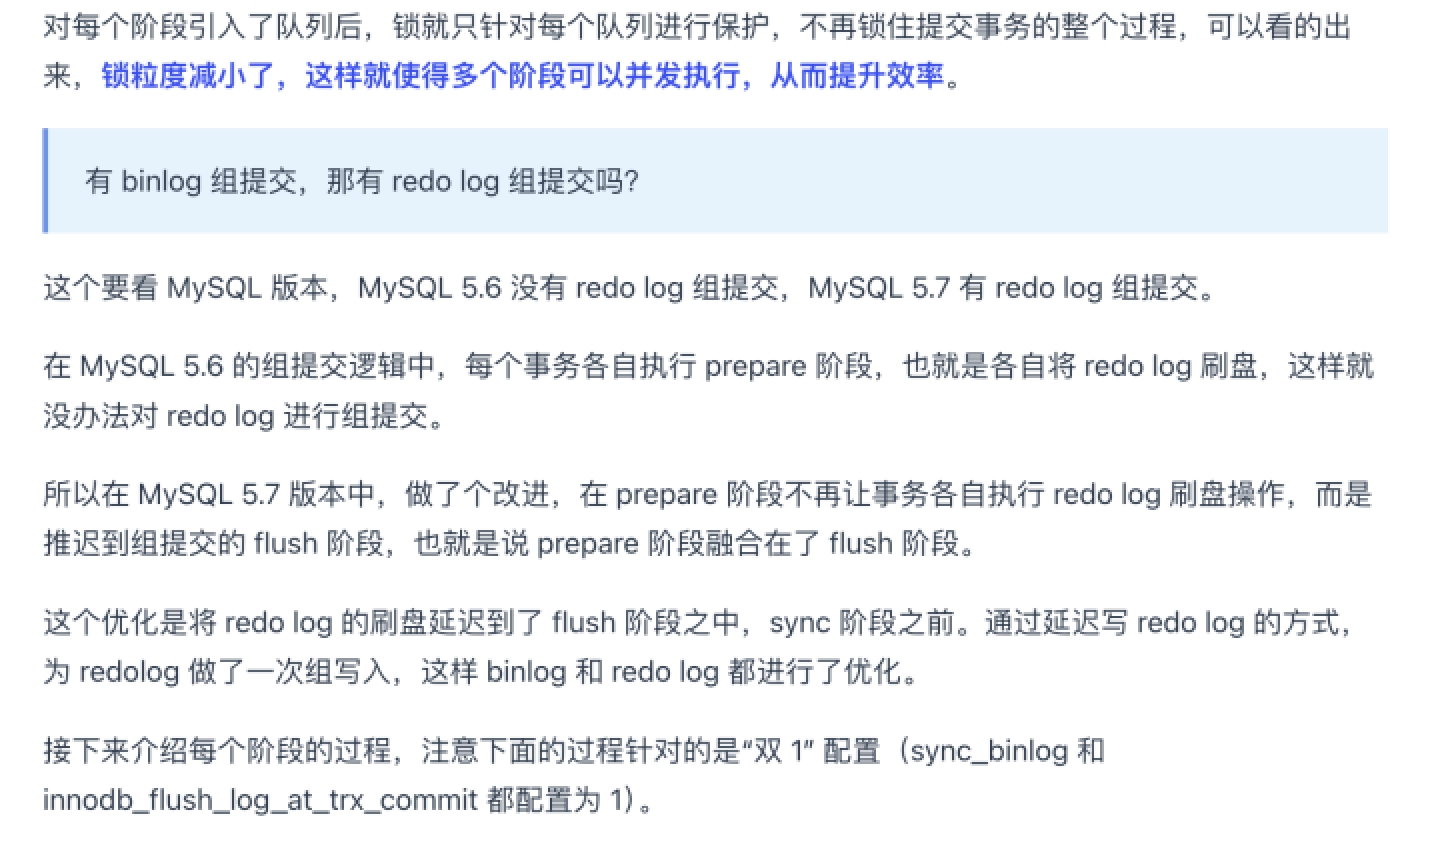 对每个阶段引入了队列后，锁就只针对每个队列进行保护，不再锁住提交事务的整个过程，可以看的出
来，锁粒度减小了，这样就使得多个阶段可以并发执行，从而提升效率。
有 binlog 组提交，那有 redo log 组提交吗？
这个要看 MySQL 版本，MySQL 5.6 没有 redo log 组提交，MySQL 5.7 有 redo log 组提交。
在 MySQL 5.6 的组提交逻辑中，每个事务各自执行 prepare 阶段，也就是各自将 redo log 刷盘，这样就
没办法对 redo log 进行组提交。
所以在 MySQL 5.7 版本中，做了个改进，在 prepare 阶段不再让事务各自执行 redo log 刷盘操作，而是
推迟到组提交的 flush 阶段，也就是说 prepare 阶段融合在了 flush 阶段。
这个优化是将 redo log 的刷盘延迟到了 flush 阶段之中，sync 阶段之前。通过延迟写 redo log 的方式，
为 redolog 做了一次组写入，这样 binlog 和 redo log 都进行了优化。
接下来介绍每个阶段的过程，注意下面的过程针对的是“双 1” 配置（sync_binlog 和
innodb_flush_log_at_trx_commit 都配置为 1）。